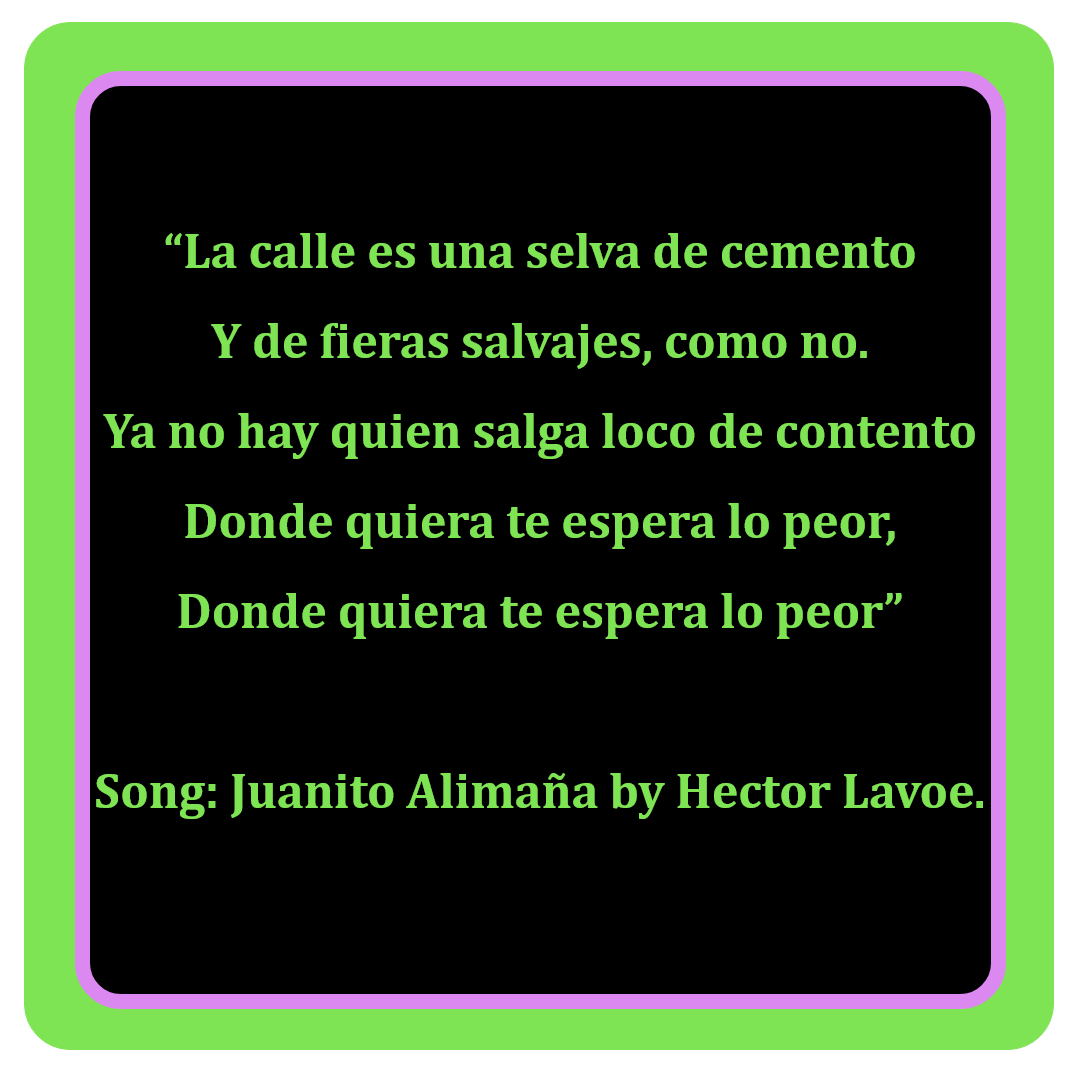 “La calle es una selva de cemento
Y de fieras salvajes, como no.
Ya no hay quien salga loco de contento
Donde quiera te espera lo peor,
Donde quiera te espera lo peor”
Song: Juanito Alimaña by Hector Lavoe.